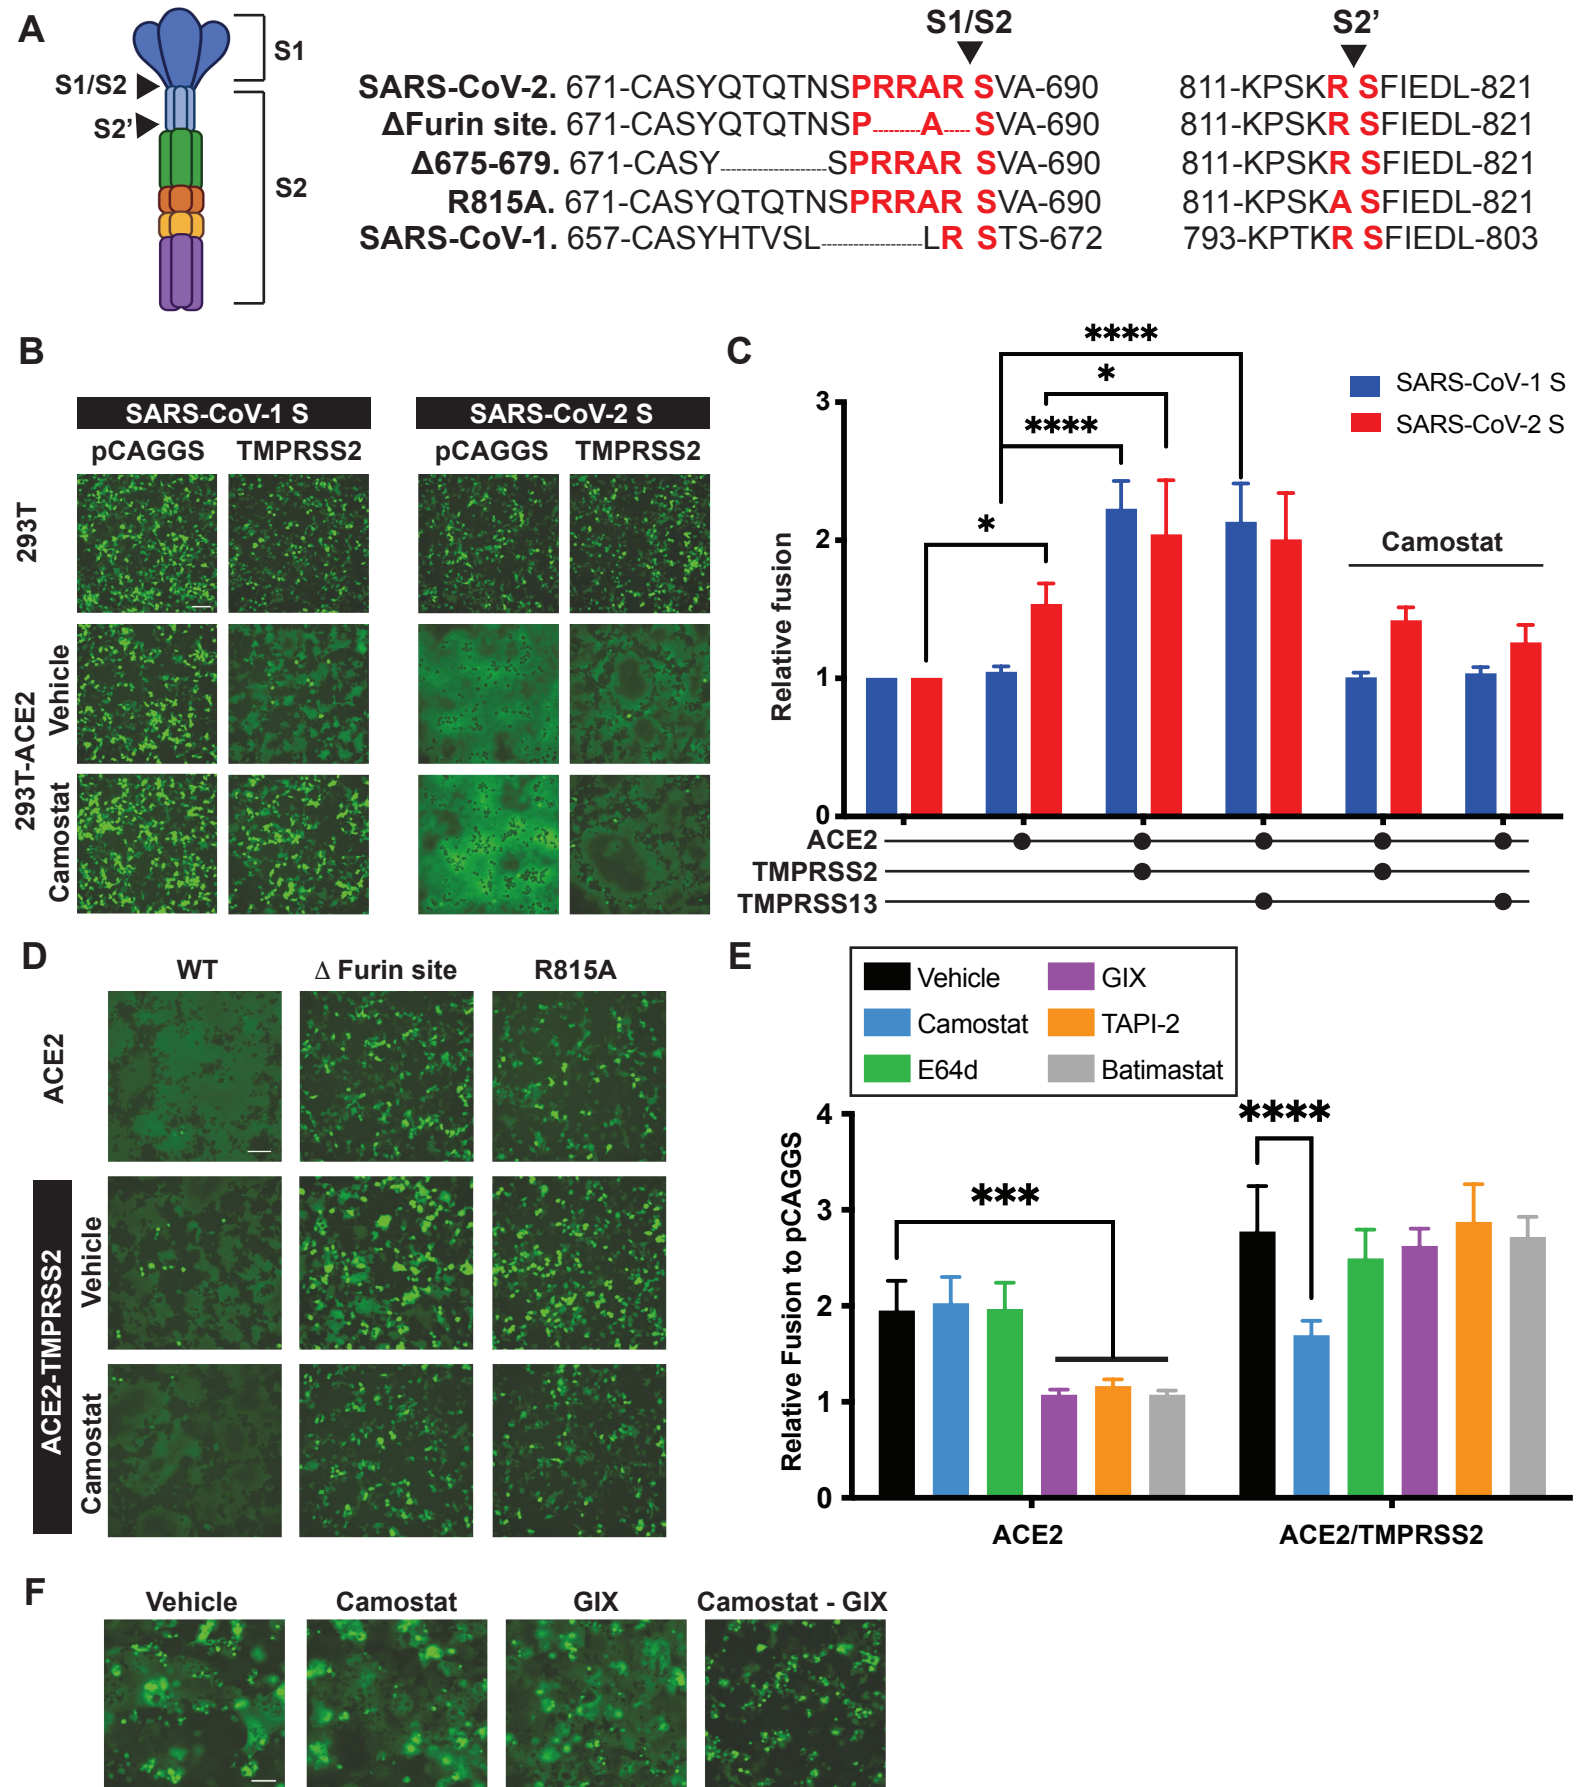 A
S1
S1/S2
S2’
S2
S1/S2
S2’
SARS-CoV-2. 671-CASYQTQTNSPRRAR SVA-690 811-KPSKR SFIEDL-821
ΔFurin site. 671-CASYQTQTNSP---------A----- SVA-690 811-KPSKR SFIEDL-821
Δ675-679. 671-CASY--------------------SPRRAR SVA-690 811-KPSKR SFIEDL-821
R815A. 671-CASYQTQTNSPRRAR SVA-690 811-KPSKA SFIEDL-821
SARS-CoV-1. 657-CASYHTVSL-------------------LR STS-672 793-KPTKR SFIEDL-803
B
SARS-CoV-1 S SARS-CoV-2 S
pCAGGS TMPRSS2 pCAGGS TMPRSS2
293T
293T-ACE2
Vehicle
Camostat
C
SARS-CoV-1 S
SARS-CoV-2 S
****
*
****
*
Camostat
Relative fusion
3
2
1
0
ACE2
TMPRSS2
TMPRSS13
D
WT Δ Furin site R815A
ACE2
ACE2-TMPRSS2
Vehicle
Camostat
E
Vehicle GIX
Camostat TAPI-2
E64d Batimastat
Relative Fusion to pCAGGS
4
3
2
1
0
***
****
ACE2 ACE2/TMPRSS2
F
Vehicle Camostat GIX Camostat - GIX